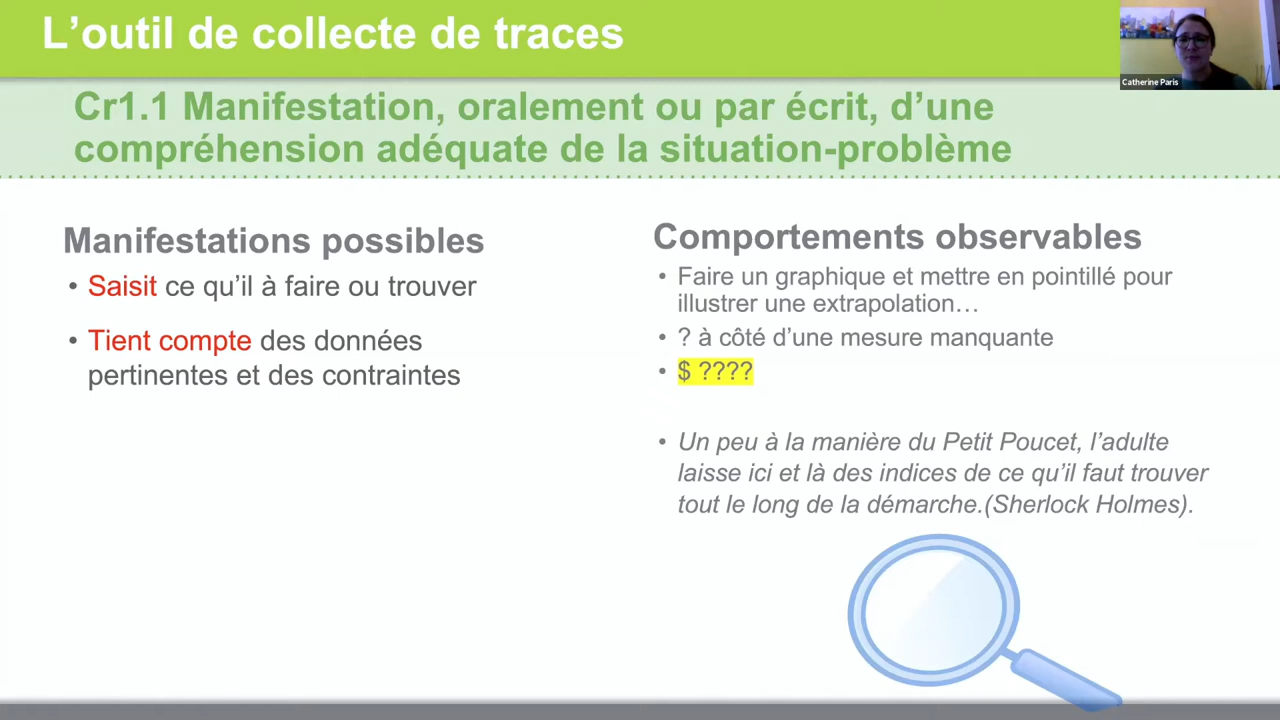 L’outil de collecte de traces
Catherine Paris
Cr1.1 Manifestation, oralement ou par écrit, d’une
compréhension adéquate de la situation-problème
Manifestations possibles
• Saisit ce qu’il à faire ou trouver
• Tient compte des données
pertinentes et des contraintes
Comportements observables
• Faire un graphique et mettre en pointillé pour
illustrer une extrapolation…
• ? à côté d’une mesure manquante
• $ ????
• Un peu à la manière du Petit Poucet, l’adulte
laisse ici et là des indices de ce qu’il faut trouver
tout le long de la démarche.(Sherlock Holmes).